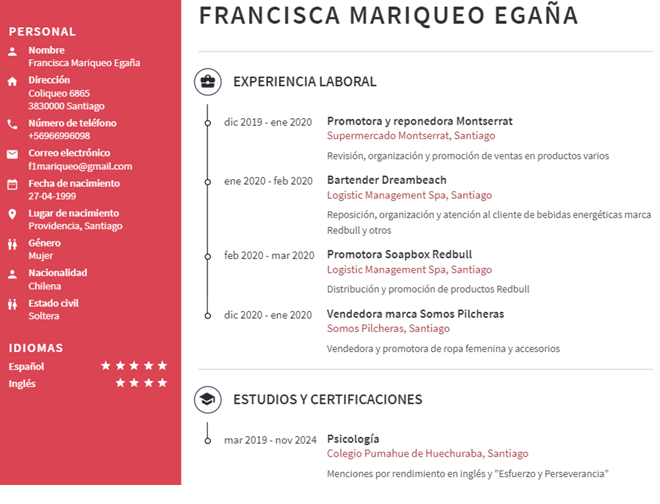 FRANCISCA MARIQUEO EGAÑA
PERSONAL
Nombre
Francisca Mariqueo Egaña
Dirección
Coliqueo 6865
3830000 Santiago
Número de teléfono
+56966996098
Correo electrónico
f1mariqueo@gmail.com
Fecha de nacimiento
27-04-1999
Lugar de nacimiento
Providencia, Santiago
Género
Mujer
Nacionalidad
Chilena
Estado civil
Soltera
IDIOMAS
Español
Inglés
EXPERIENCIA LABORAL
dic 2019 - ene 2020 Promotora y reponedora Montserrat
Supermercado Montserrat, Santiago
Revisión, organización y promoción de ventas en productos varios
ene 2020 - feb 2020 Bartender Dreambeach
Logistic Management Spa, Santiago
Reposición, organización y atención al cliente de bebidas energéticas marca
Redbull y otros
feb 2020 - mar 2020 Promotora Soapbox Redbull
Logistic Management Spa, Santiago
Distribución y promoción de productos Redbull
dic 2020 - ene 2020 Vendedora marca Somos Pilcheras
Somos Pilcheras, Santiago
Vendedora y promotora de ropa femenina y accesorios
ESTUDIOS Y CERTIFICACIONES
mar 2019 - nov 2024 Psicología
Colegio Pumahue de Huechuraba, Santiago
Menciones por rendimiento en inglés y "Esfuerzo y Perseverancia"